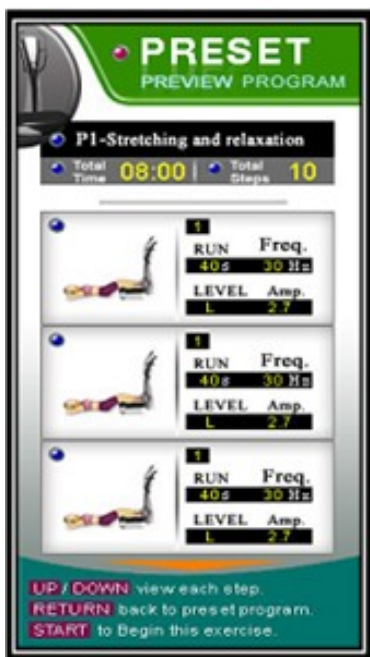 PRESET
PREVIEW PROGRAM
P1-Stretching and relaxation
Total Time 08:00 Total Steps 10
1
RUN Freq.
40s 30 Hz
LEVEL Amp.
L 2.7
1
RUN Freq.
40s 30 Hz
LEVEL Amp.
L 2.7
1
RUN Freq.
40s 30 Hz
LEVEL Amp.
L 2.7
UP / DOWN view each step.
RETURN back to preset program.
START to Begin this exercise.